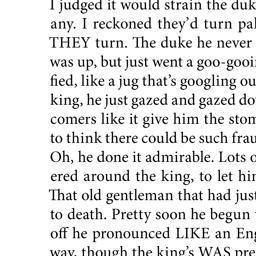 I judged it would strain the duk
any. I reckoned they'd turn pal
THEY turn. The duke he never
was up, but just went a goo-gooi
fied, like a jug that's googling ou
king, he just gazed and gazed do
comers like it give him the stom
to think there could be such frau
Oh, he done it admirable. Lots o
ered around the king, to let hi
That old gentleman that had jus
to death. Pretty soon he begun
off he pronounced LIKE an Eng
way, though the king's WAS pre